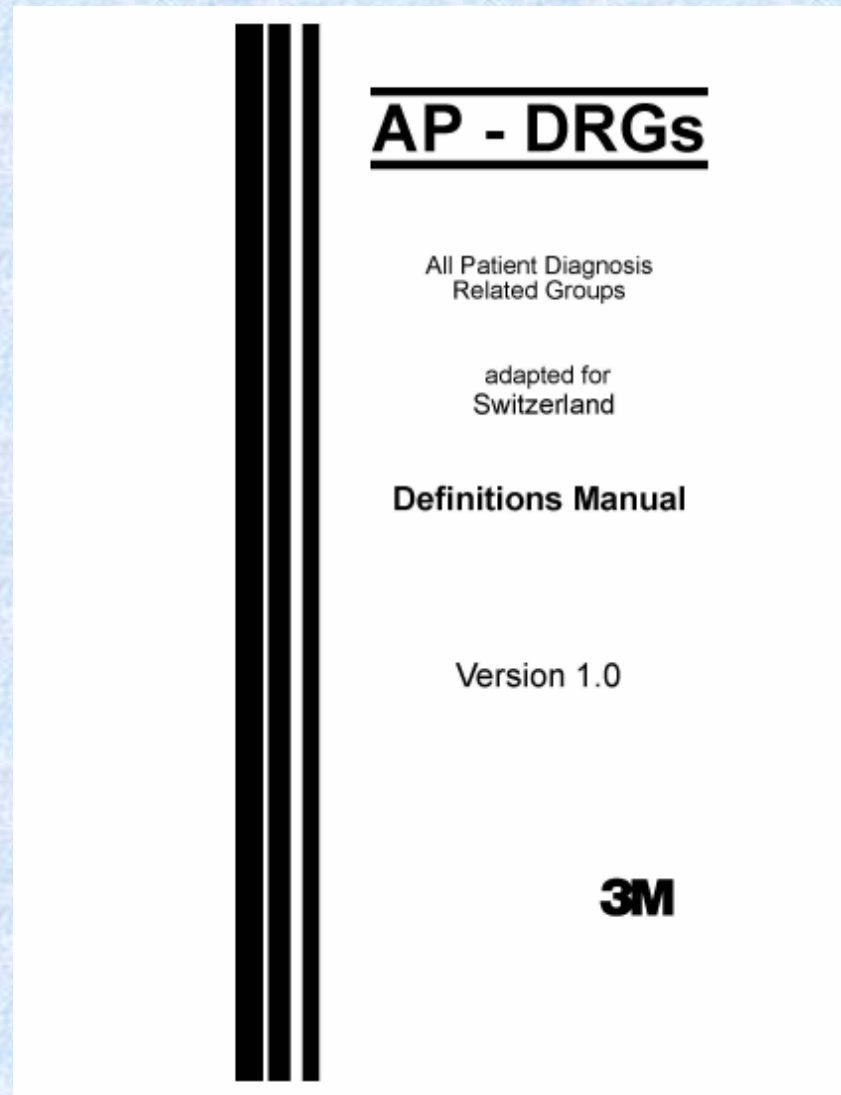 AP - DRGs
All Patient Diagnosis
Related Groups
adapted for
Switzerland
Definitions Manual
Version 1.0
3M